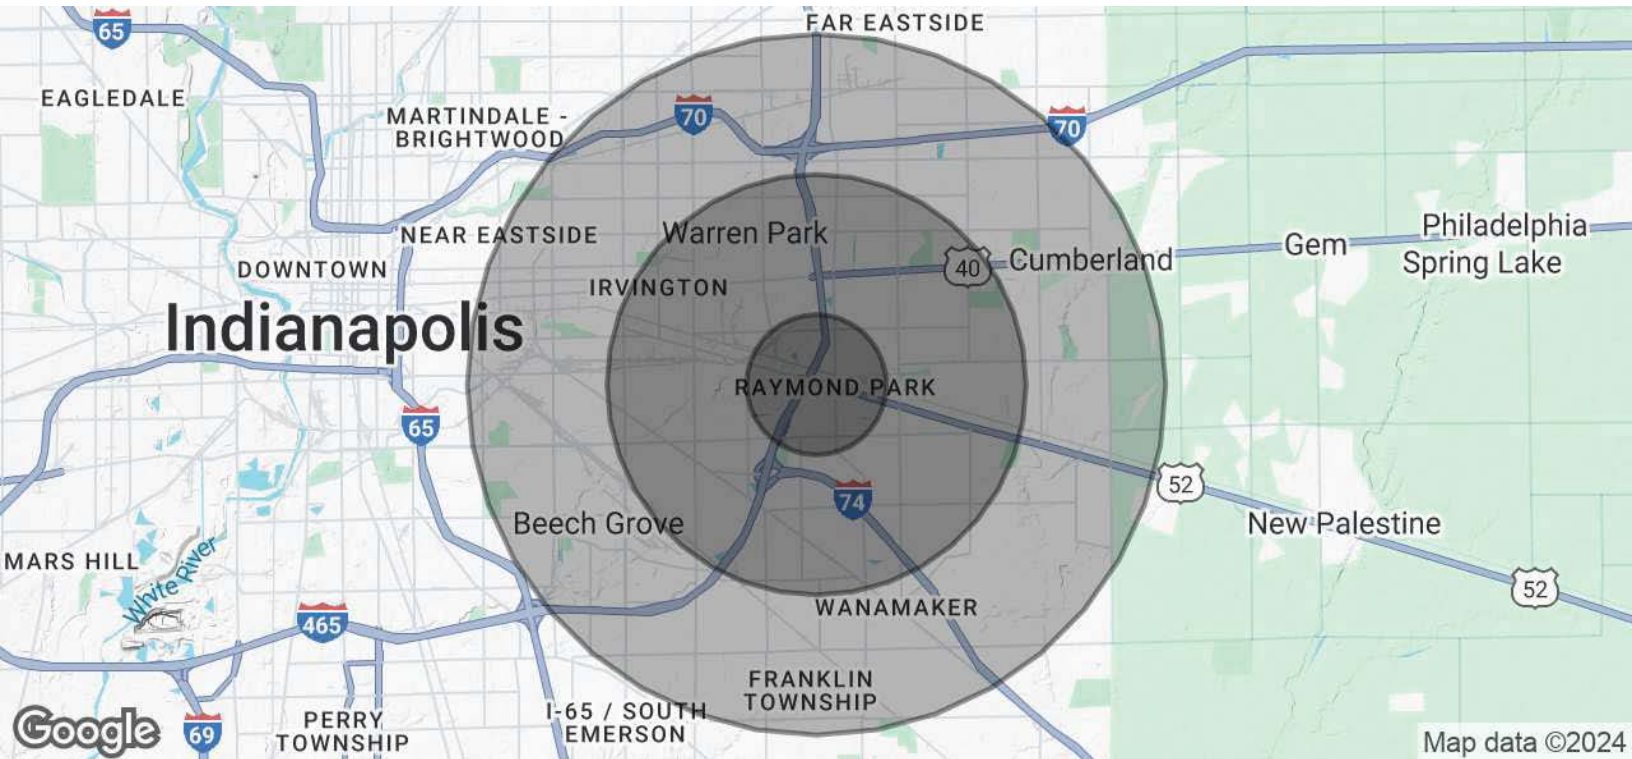 FAR EASTSIDE
65
EAGLEDALE
MARTINDALE -
BRIGHTWOOD
70
70
NEAR EASTSIDE
Warren Park
Philadelphia
Gem
Spring Lake
Cumberland
40
DOWNTOWN
IRVINGTON
Indianapolis
RAYMOND PARK
65
52
74
Beech Grove
New Palestine
MARS HILL
White River
52
465
WANAMAKER
FRANKLIN
TOWNSHIP
I-65 / SOUTH
EMERSON
PERRY
TOWNSHIP
69
Google
Map data ©2024